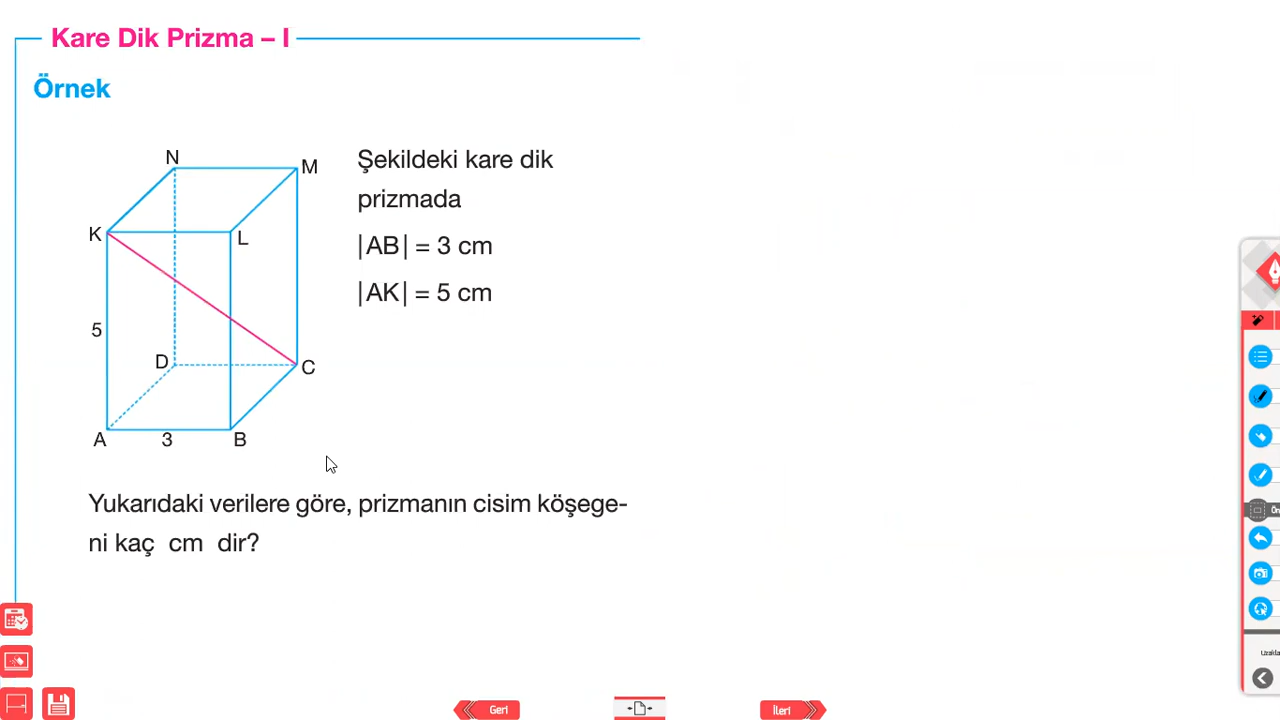 Kare Dik Prizma – I
Örnek
N
M
K
L
5
D
C
A
3
B
Şekildeki kare dik
prizmada
|AB| = 3 cm
|AK| = 5 cm
Yukarıdaki verilere göre, prizmanın cisim köşege-
ni kaç cm dir?
Geri
İleri